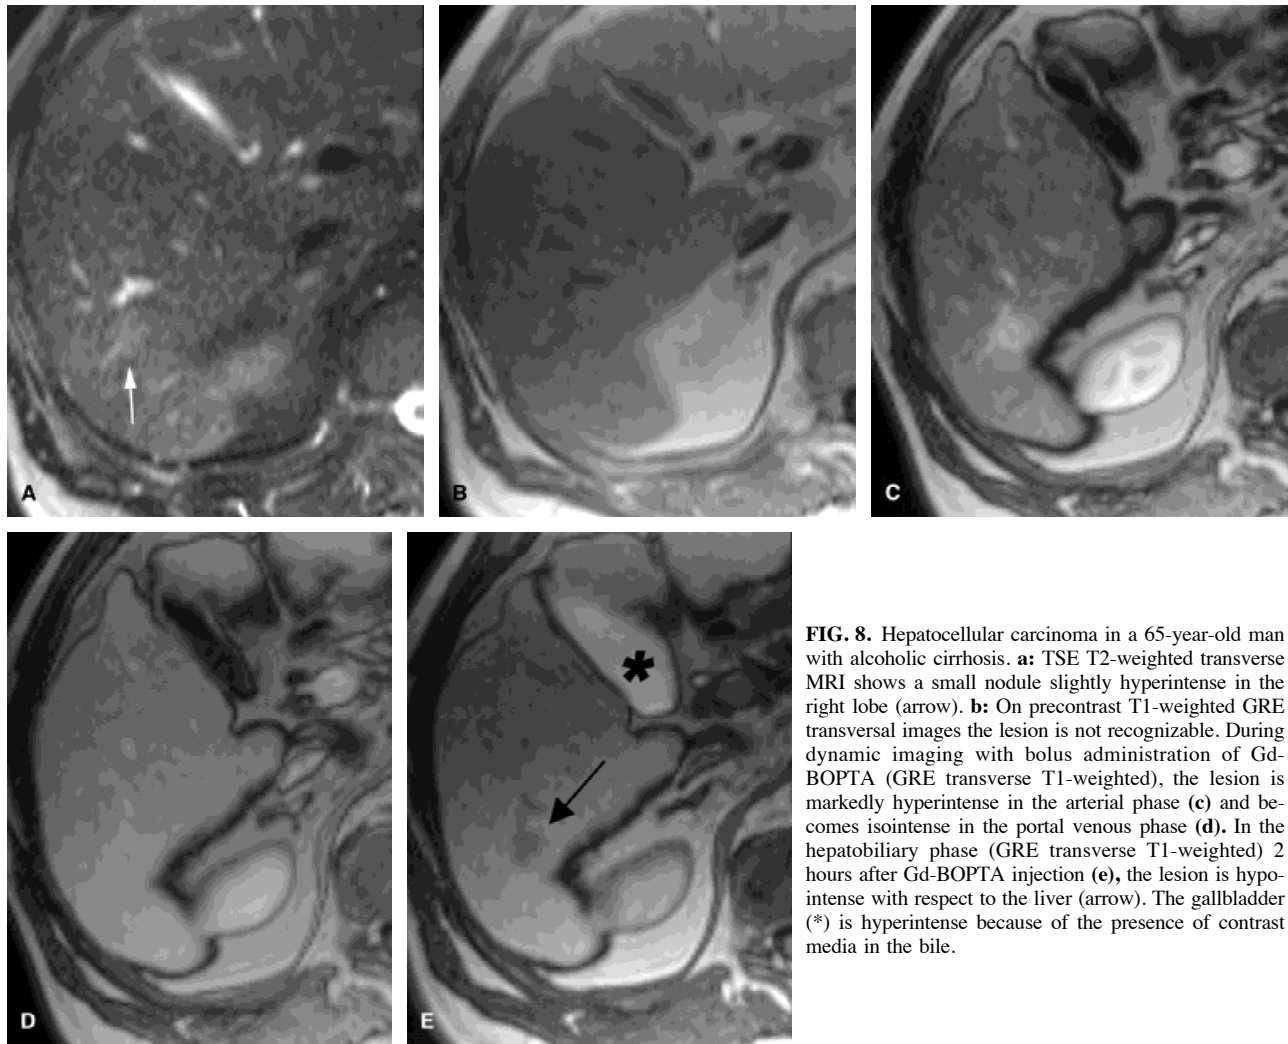 A
B
C
D
E
*
FIG. 8. Hepatocellular carcinoma in a 65-year-old man
with alcoholic cirrhosis. a: TSE T2-weighted transverse
MRI shows a small nodule slightly hyperintense in the
right lobe (arrow). b: On precontrast T1-weighted GRE
transversal images the lesion is not recognizable. During
dynamic imaging with bolus administration of Gd-
BOPTA (GRE transverse T1-weighted), the lesion is
markedly hyperintense in the arterial phase (c) and be-
comes isointense in the portal venous phase (d). In the
hepatobiliary phase (GRE transverse T1-weighted) 2
hours after Gd-BOPTA injection (e), the lesion is hypo-
intense with respect to the liver (arrow). The gallbladder
(*) is hyperintense because of the presence of contrast
media in the bile.